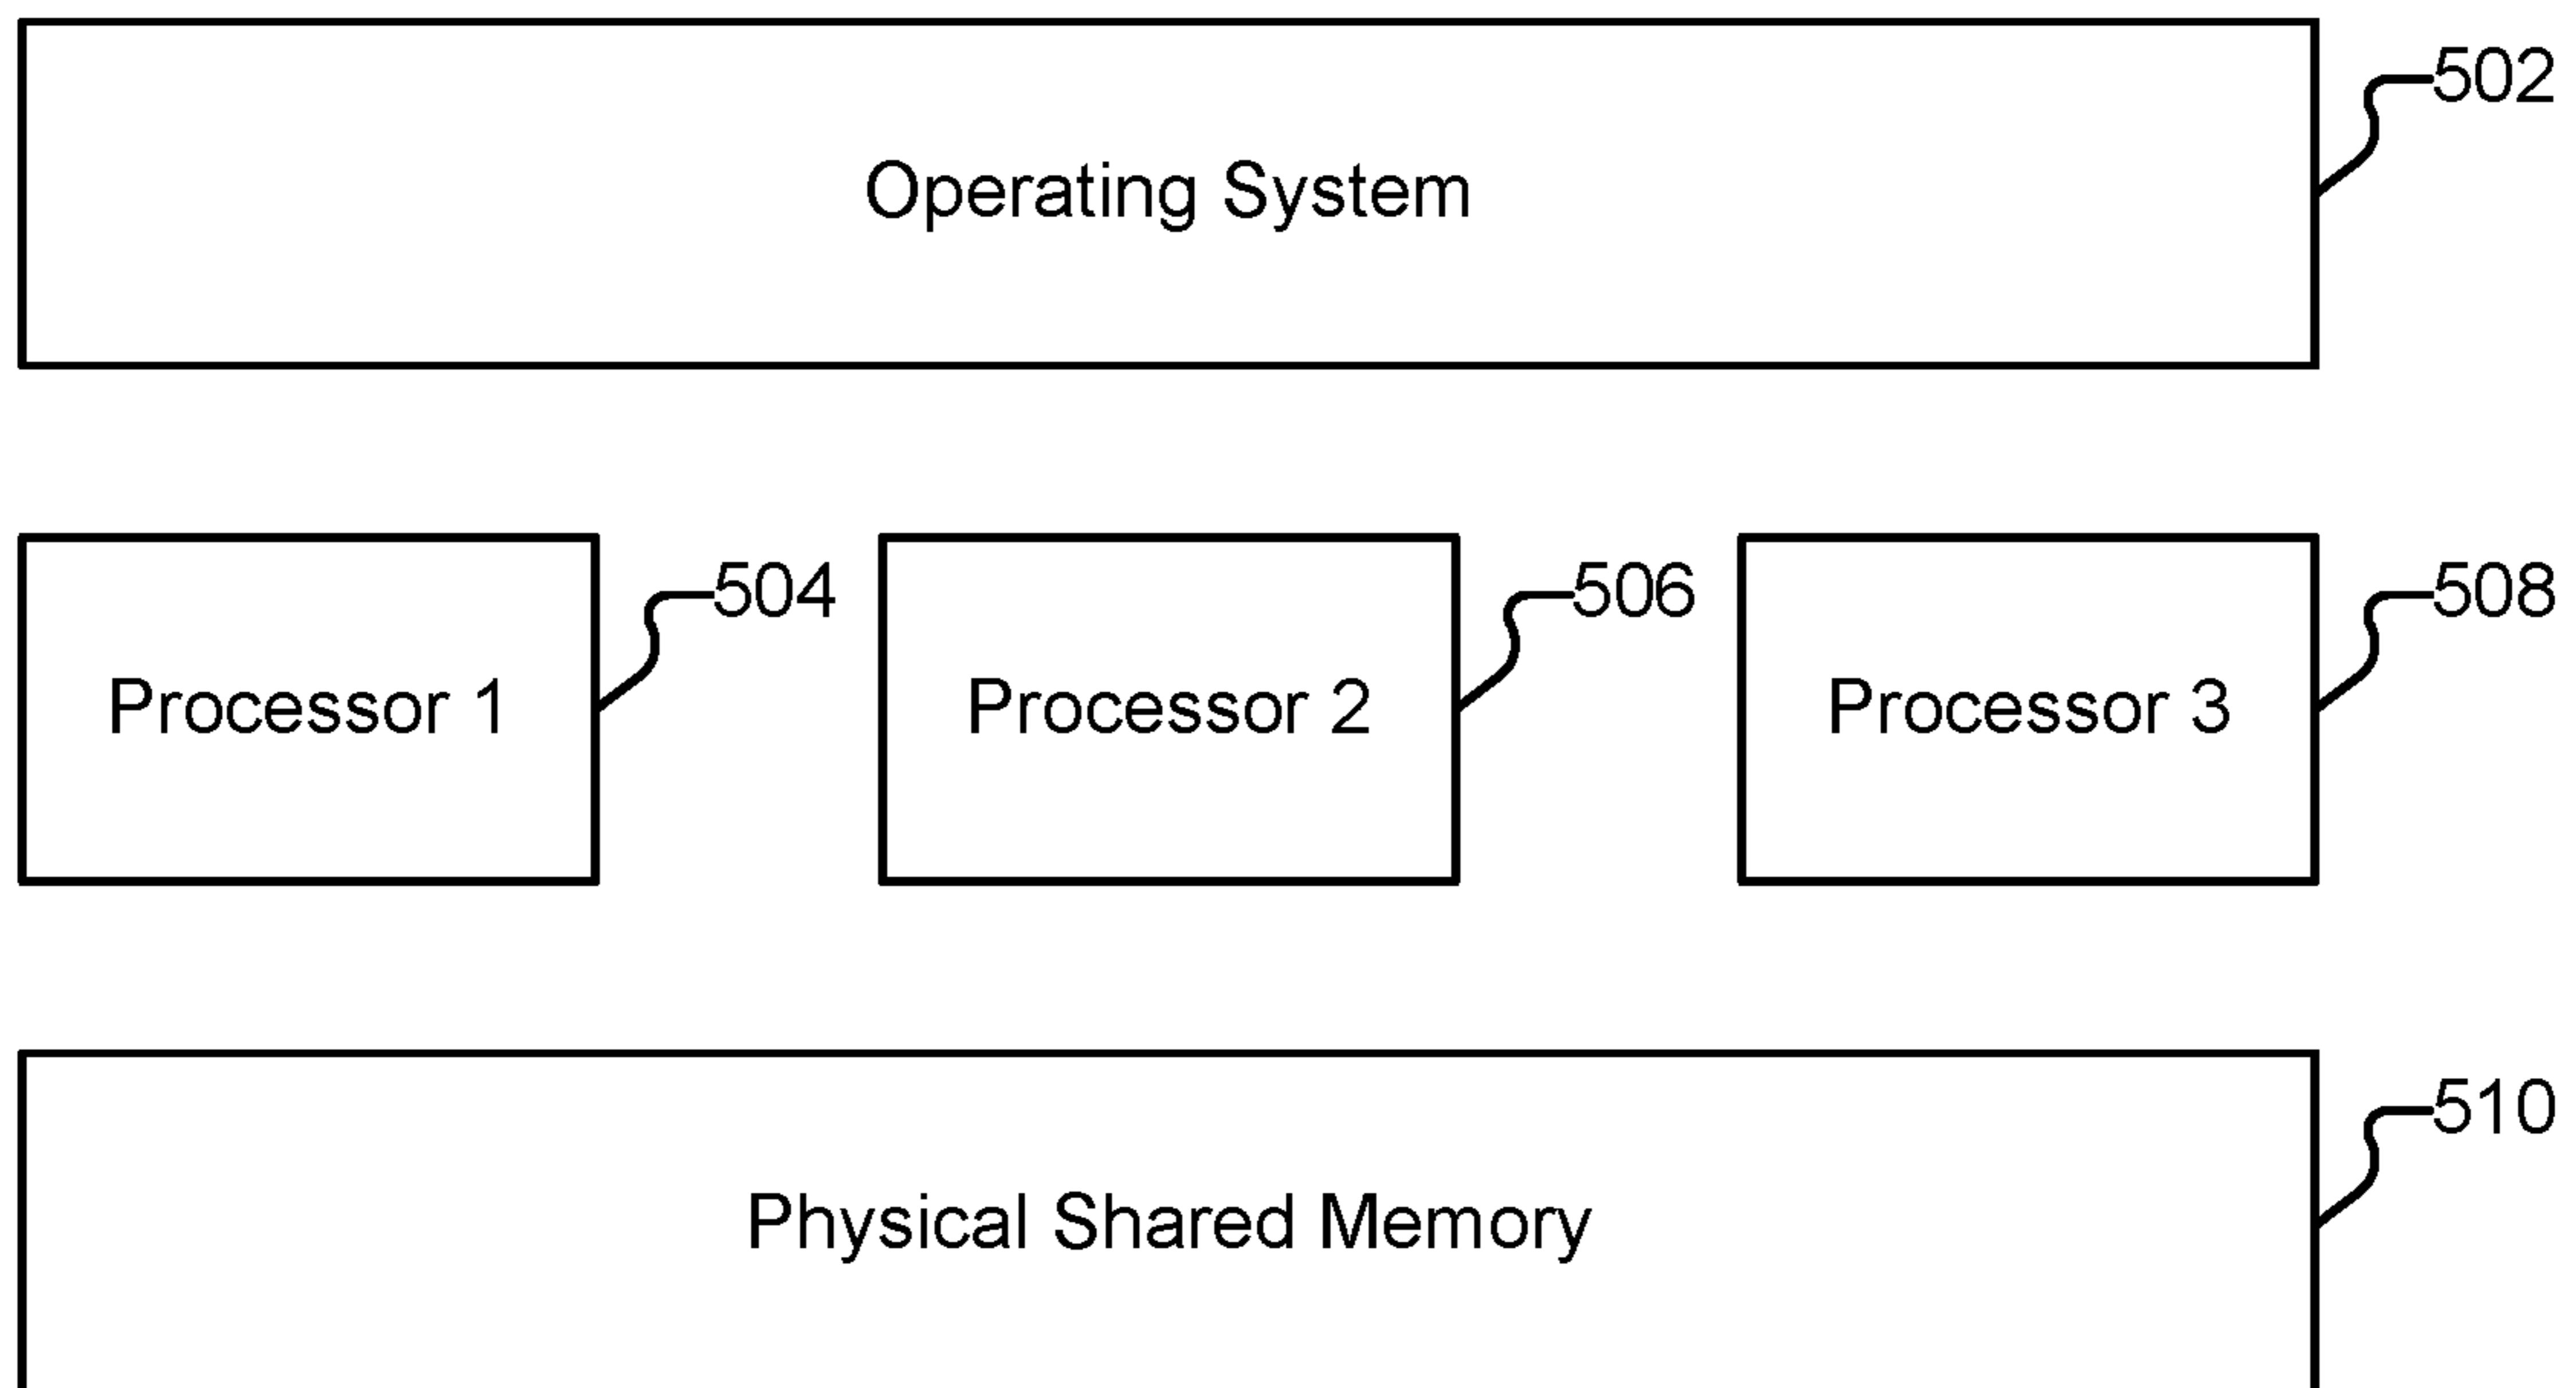 502
Operating System
504
506
508
Processor 1
Processor 2
Processor 3
510
Physical Shared Memory